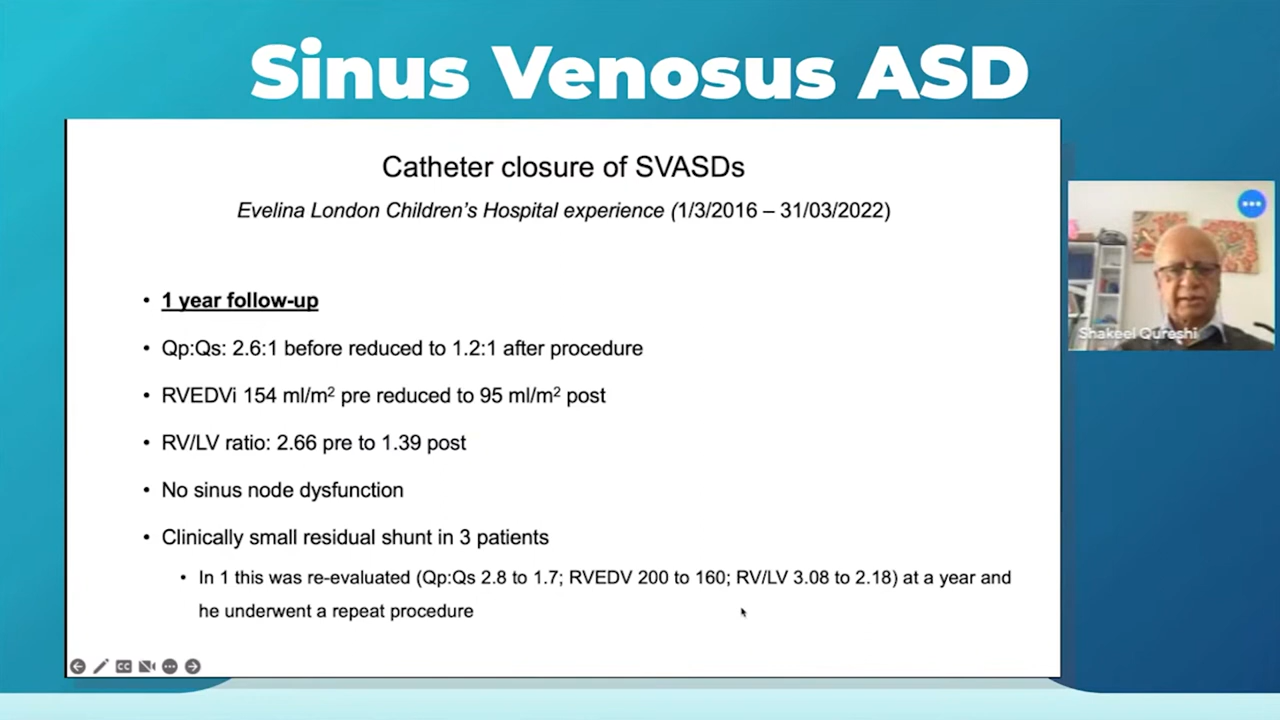 Sinus Venosus ASD
Catheter closure of SVASDs
Evelina London Children's Hospital experience (1/3/2016 – 31/03/2022)
• 1 year follow-up
• Qp:Qs: 2.6:1 before reduced to 1.2:1 after procedure
• RVEDVi 154 ml/m² pre reduced to 95 ml/m² post
• RV/LV ratio: 2.66 pre to 1.39 post
• No sinus node dysfunction
• Clinically small residual shunt in 3 patients
• In 1 this was re-evaluated (Qp:Qs 2.8 to 1.7; RVEDV 200 to 160; RV/LV 3.08 to 2.18) at a year and
he underwent a repeat procedure
Shakeel Qureshi
CC